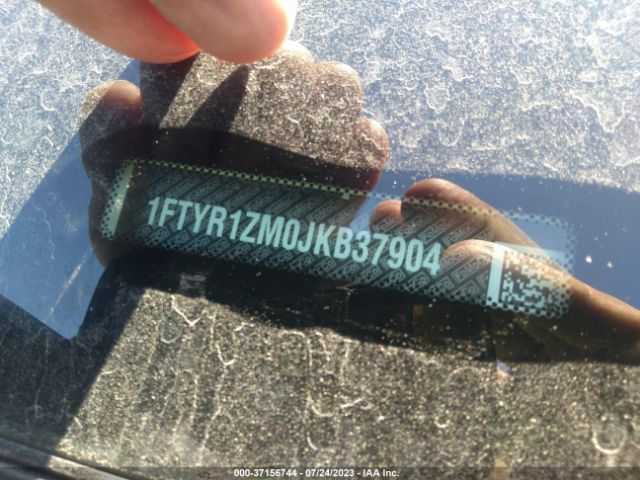 1FTYR1ZM0JKB37904
000-37156744 - 07/24/2023 - IAA Inc.